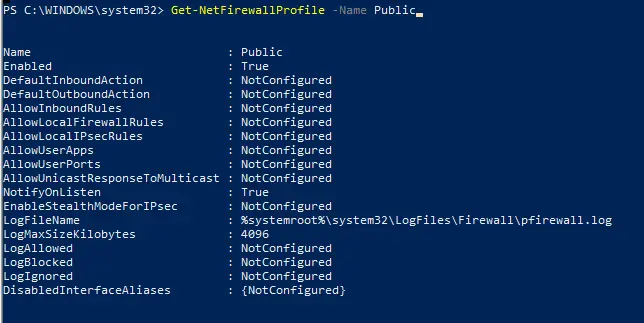 PS C:\WINDOWS\system32> Get-NetFirewallProfile -Name Public
Name : Public
Enabled : True
DefaultInboundAction : NotConfigured
DefaultOutboundAction : NotConfigured
AllowInboundRules : NotConfigured
AllowLocalFirewallRules : NotConfigured
AllowLocalIPsecRules : NotConfigured
AllowUserApps : NotConfigured
AllowUserPorts : NotConfigured
AllowUnicastResponseToMulticast : NotConfigured
NotifyOnListen : True
EnableStealthModeForIPsec : NotConfigured
LogFileName : %systemroot%\system32\LogFiles\Firewall\pfirewall.log
LogMaxSizeKilobytes : 4096
LogAllowed : NotConfigured
LogBlocked : NotConfigured
LogIgnored : NotConfigured
DisabledInterfaceAliases : {NotConfigured}